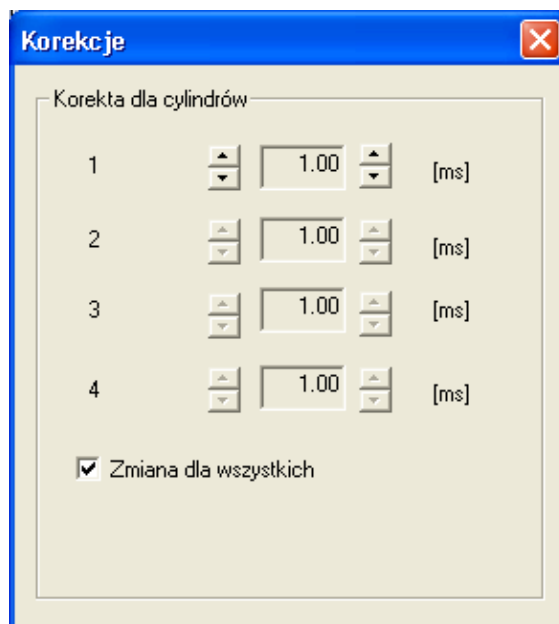 Korekcje
Korekta dla cylindrów
1 1.00 [ms]
2 1.00 [ms]
3 1.00 [ms]
4 1.00 [ms]
Zmiana dla wszystkich